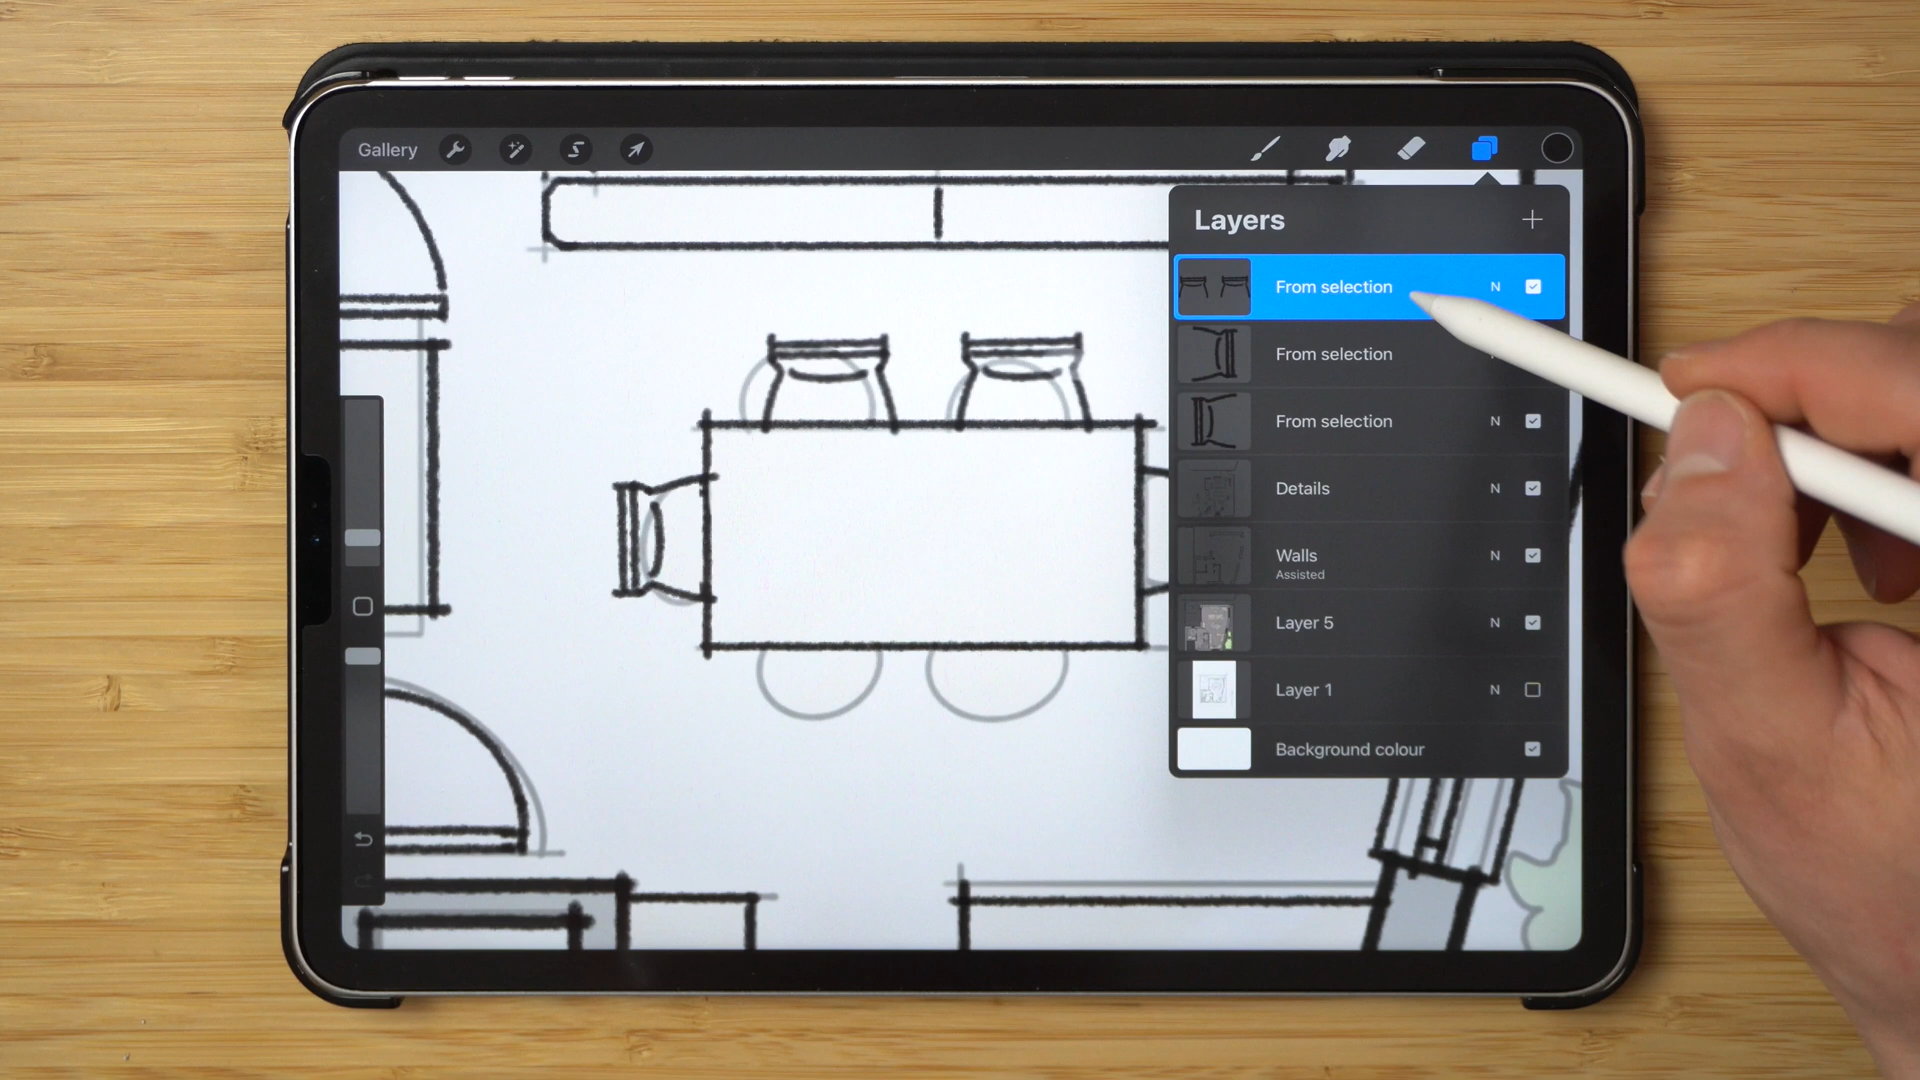 Gallery
Layers
From selection N
From selection
From selection N
Details N
Walls N
Assisted
Layer 5 N
Layer 1 N
Background colour